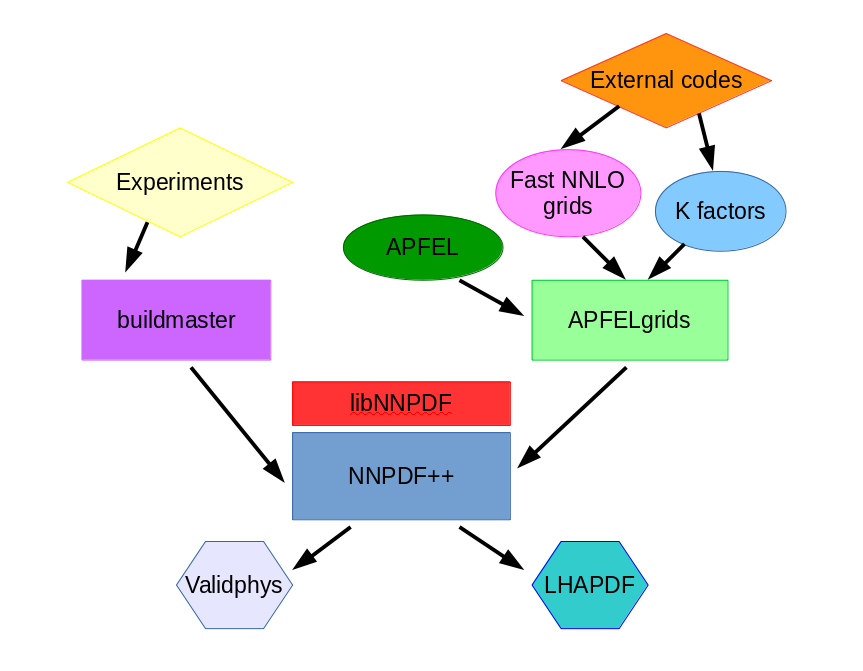 External codes
Experiments
Fast NNLO
grids
K factors
APFEL
buildmaster
APFELgrids
libNNPDF
NNPDF++
Validphys
LHAPDF